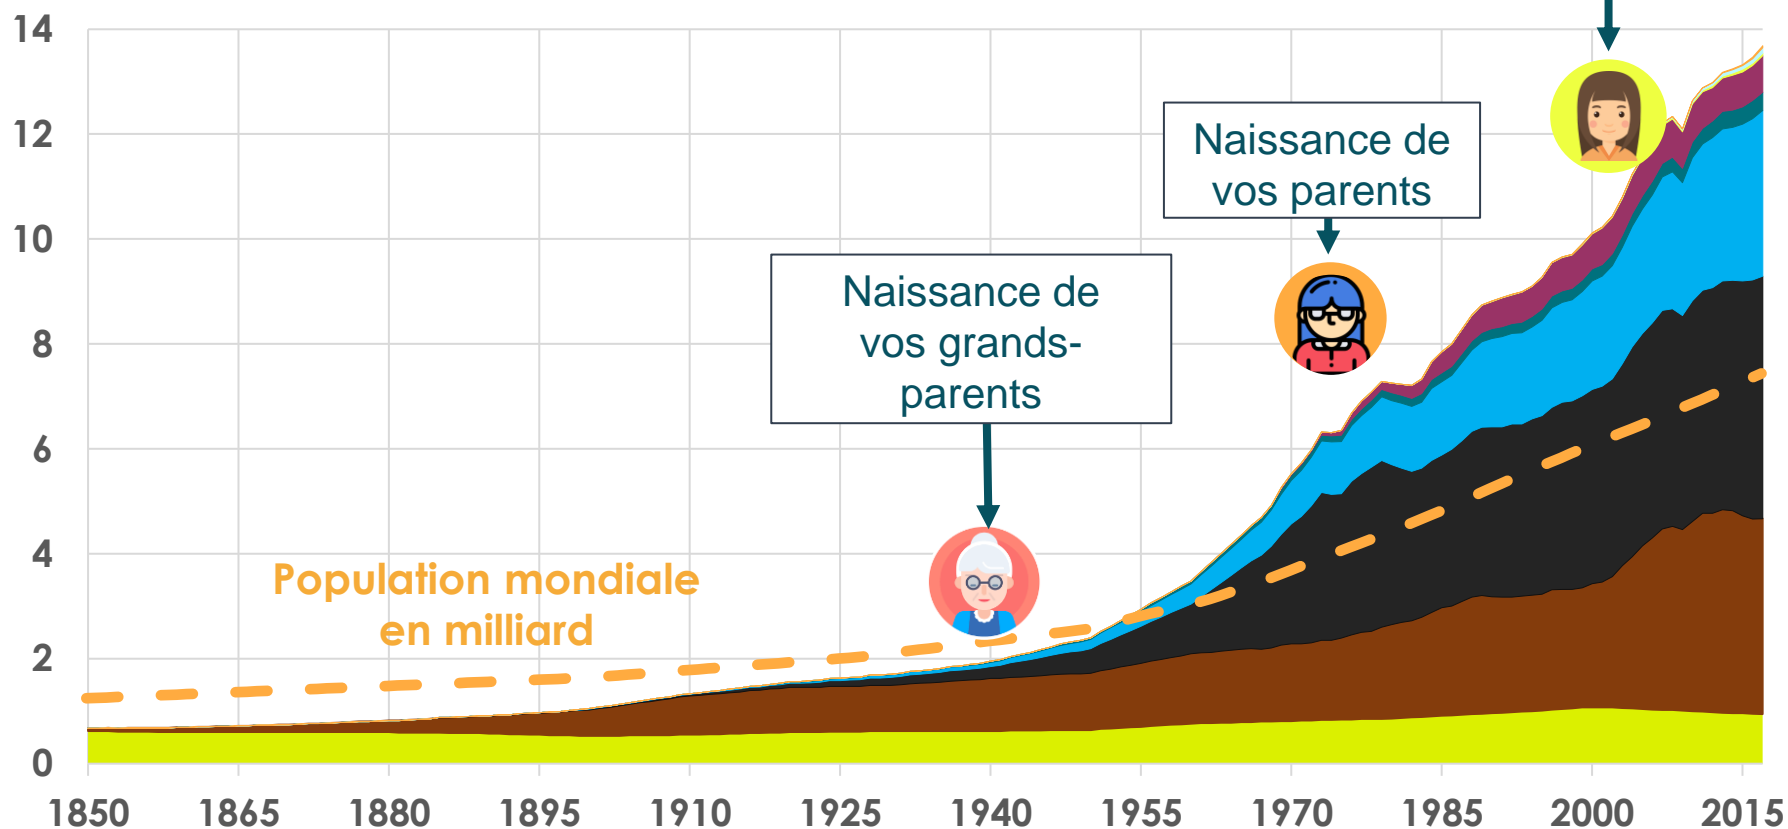 14
12
10
8
6
4
2
0
Naissance de
vos parents
Naissance de
vos grands-
parents
Population mondiale
en milliard
1850 1865 1880 1895 1910 1925 1940 1955 1970 1985 2000 2015